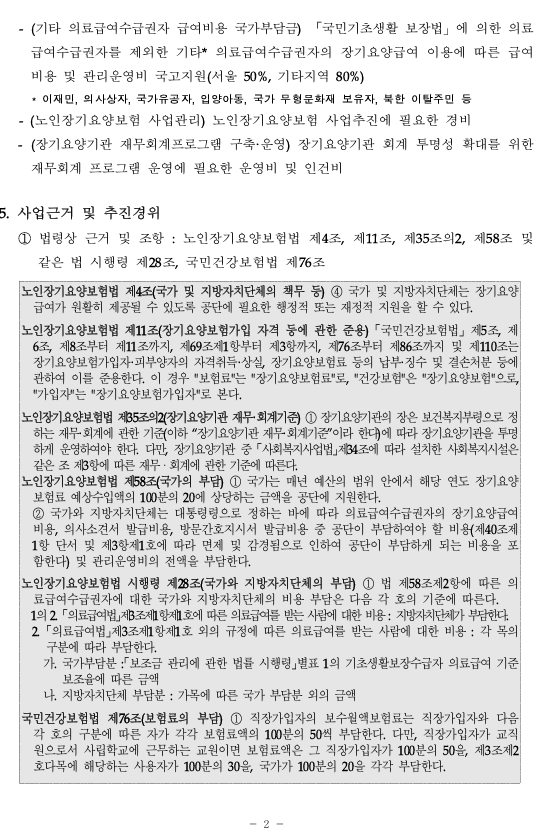 - (기타 의료급여수급권자 급여비용 국가부담금) 「국민기초생활 보장법」에 의한 의료
급여수급권자를 제외한 기타* 의료급여수급권자의 장기요양급여 이용에 따른 급여
비용 및 관리운영비 국고지원(서울 50%, 기타지역 80%)
* 이재민, 의사상자, 국가유공자, 입양아동, 국가 무형문화재 보유자, 북한 이탈주민 등
- (노인장기요양보험 사업관리) 노인장기요양보험 사업추진에 필요한 경비
- (장기요양기관 재무회계프로그램 구축·운영) 장기요양기관 회계 투명성 확대를 위한
재무회계 프로그램 운영에 필요한 운영비 및 인건비
5. 사업근거 및 추진경위
① 법령상 근거 및 조항 : 노인장기요양보험법 제4조, 제11조, 제35조의2, 제58조 및
같은 법 시행령 제28조, 국민건강보험법 제76조
노인장기요양보험법 제4조(국가 및 지방자치단체의 책무 등) ④ 국가 및 지방자치단체는 장기요양
급여가 원활히 제공될 수 있도록 공단에 필요한 행정적 또는 재정적 지원을 할 수 있다.
노인장기요양보험법 제11조(장기요양보험가입 자격 등에 관한 준용)「국민건강보험법」제5조, 제
6조, 제8조부터 제11조까지, 제69조제1항부터 제3항까지, 제76조부터 제86조까지 및 제110조는
장기요양보험가입자·피부양자의 자격취득·상실, 장기요양보험료 등의 납부·징수 및 결손처분 등에
관하여 이를 준용한다. 이 경우 "보험료"는 "장기요양보험료"로, "건강보험"은 "장기요양보험"으로,
"가입자"는 "장기요양보험가입자"로 본다.
노인장기요양보험법 제35조의2(장기요양기관 재무·회계기준) ① 장기요양기관의 장은 보건복지부령으로 정
하는 재무·회계에 관한 기준(이하 “장기요양기관 재무·회계기준”이라 한다)에 따라 장기요양기관을 투명
하게 운영하여야 한다. 다만, 장기요양기관 중 「사회복지사업법」제34조에 따라 설치한 사회복지시설은
같은 조 제3항에 따른 재무·회계에 관한 기준에 따른다.
노인장기요양보험법 제58조(국가의 부담) ① 국가는 매년 예산의 범위 안에서 해당 연도 장기요양
보험료 예상수입액의 100분의 20에 상당하는 금액을 공단에 지원한다.
② 국가와 지방자치단체는 대통령령으로 정하는 바에 따라 의료급여수급권자의 장기요양급여
비용, 의사소견서 발급비용, 방문간호지시서 발급비용 중 공단이 부담하여야 할 비용(제40조제
1항 단서 및 제3항제1호에 따라 면제 및 감경됨으로 인하여 공단이 부담하게 되는 비용을 포
함한다) 및 관리운영비의 전액을 부담한다.
노인장기요양보험법 시행령 제28조(국가와 지방자치단체의 부담) ① 법 제58조제2항에 따른 의
료급여수급권자에 대한 국가와 지방자치단체의 비용 부담은 다음 각 호의 기준에 따른다.
1의 2.「의료급여법」제3조제1항제1호에 따른 의료급여를 받는 사람에 대한 비용 : 지방자치단체가 부담한다.
2. 「의료급여법」제3조제1항제1호 외의 규정에 따른 의료급여를 받는 사람에 대한 비용 : 각 목의
구분에 따라 부담한다.
가. 국가부담분 :「보조금 관리에 관한 법률 시행령」별표 1의 기초생활보장수급자 의료급여 기준
보조율에 따른 금액
나. 지방자치단체 부담분 : 가목에 따른 국가 부담분 외의 금액
국민건강보험법 제76조(보험료의 부담) ① 직장가입자의 보수월액보험료는 직장가입자와 다음
각 호의 구분에 따른 자가 각각 보험료액의 100분의 50씩 부담한다. 다만, 직장가입자가 교직
원으로서 사립학교에 근무하는 교원이면 보험료액은 그 직장가입자가 100분의 50을, 제3조제2
호다목에 해당하는 사용자가 100분의 30을, 국가가 100분의 20을 각각 부담한다.
- 2 -